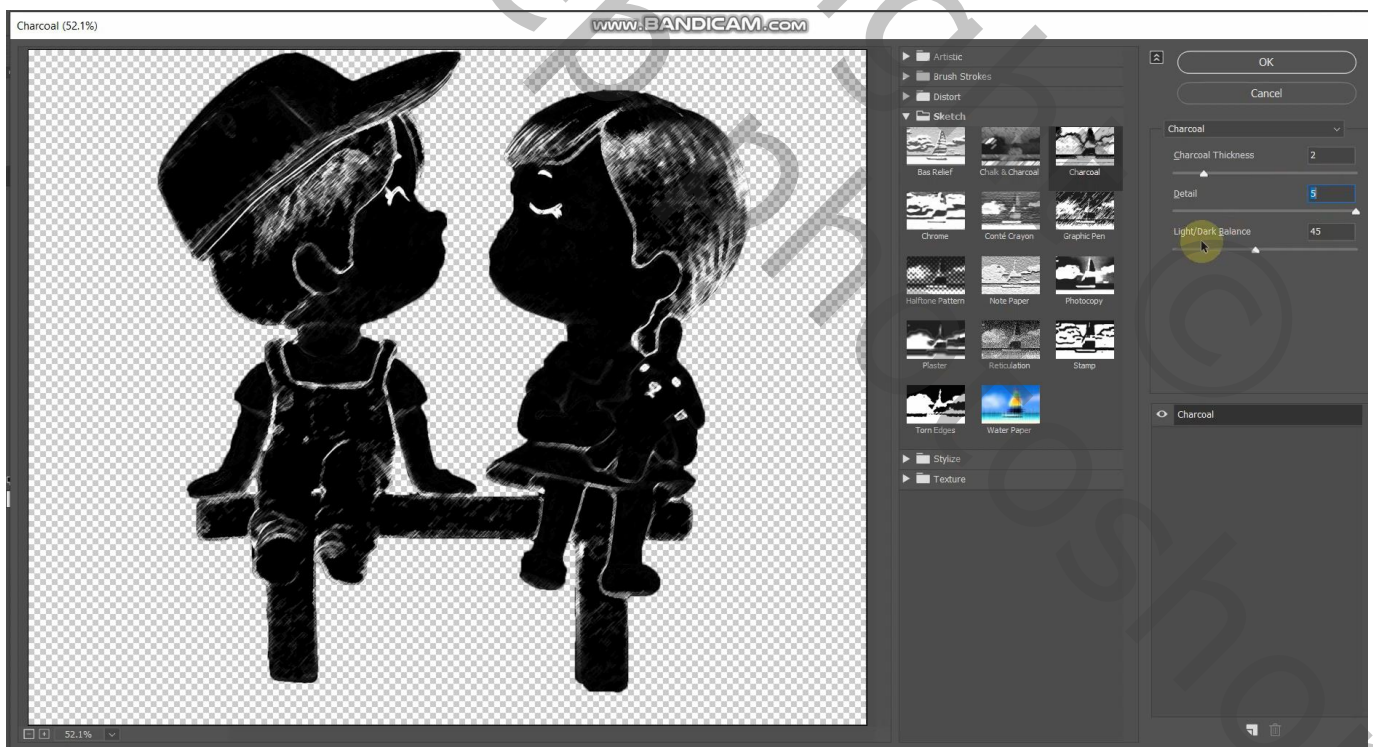 Charcoal (52.1%)
www.BANDICAM.com
Artistic
Brush Strokes
Distort
Sketch
Bas Relief
Chalk & Charcoal
Charcoal
Chrome
Conté Crayon
Graphic Pen
Halftone Pattern
Note Paper
Photocopy
Plaster
Reticulation
Stamp
Torn Edges
Water Paper
Stylize
Texture
OK
Cancel
Charcoal
Charcoal Thickness 2
Detail 5
Light/Dark Balance 45
Charcoal
52.1%